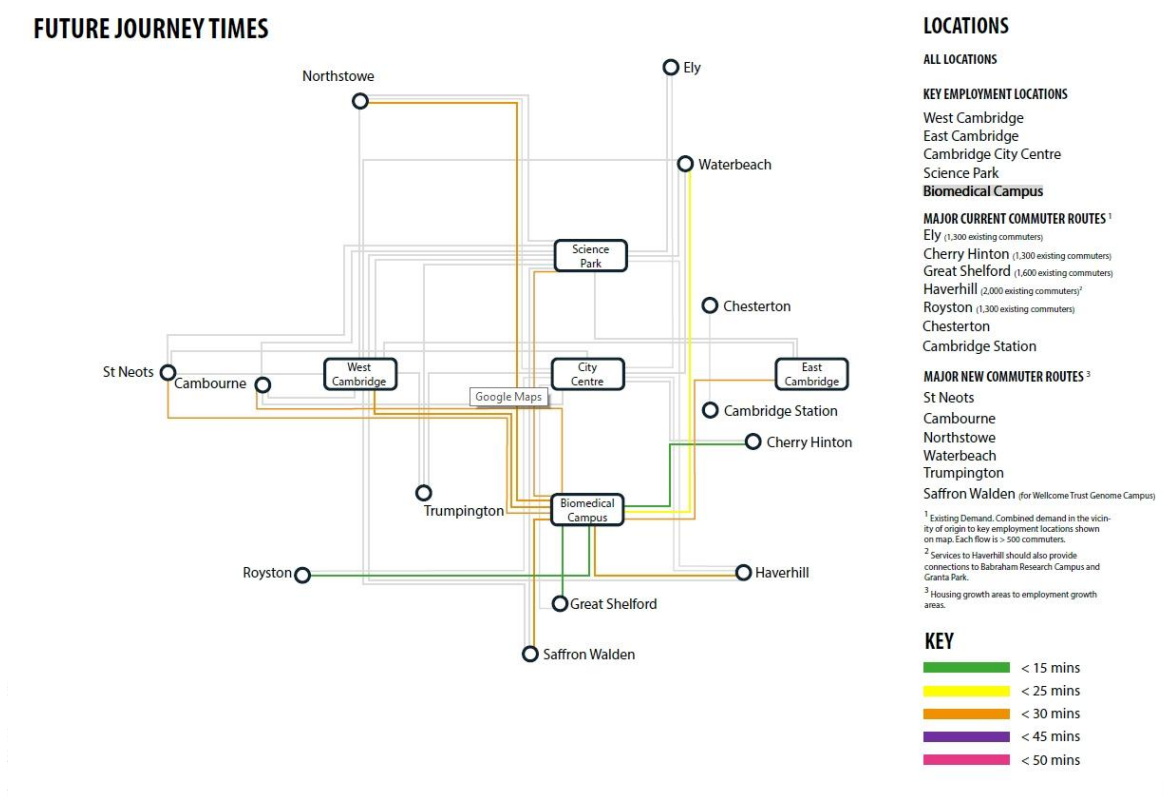 FUTURE JOURNEY TIMES
Northstowe
Ely
Waterbeach
Science
Park
Chesterton
St Neots
Cambourne
West
Cambridge
City
Centre
East
Cambridge
Google Maps
Cambridge Station
Cherry Hinton
Trumpington
Biomedical
Campus
Royston
Haverhill
Great Shelford
Saffron Walden
LOCATIONS
ALL LOCATIONS
KEY EMPLOYMENT LOCATIONS
West Cambridge
East Cambridge
Cambridge City Centre
Science Park
Biomedical Campus
MAJOR CURRENT COMMUTER ROUTES 1
Ely (1,300 existing commuters)
Cherry Hinton (1,300 existing commuters)
Great Shelford (1,600 existing commuters)
Haverhill (2,000 existing commuters)2
Royston (1,300 existing commuters)
Chesterton
Cambridge Station
MAJOR NEW COMMUTER ROUTES 3
St Neots
Cambourne
Northstowe
Waterbeach
Trumpington
Saffron Walden (for Wellcome Trust Genome Campus)
1 Existing Demand. Combined demand in the vicin-
ity of origin to key employment locations shown
on map. Each flow is > 500 commuters.
2 Services to Haverhill should also provide
connections to Babraham Research Campus and
Granta Park.
3 Housing growth areas to employment growth
areas.
KEY
< 15 mins
< 25 mins
< 30 mins
< 45 mins
< 50 mins